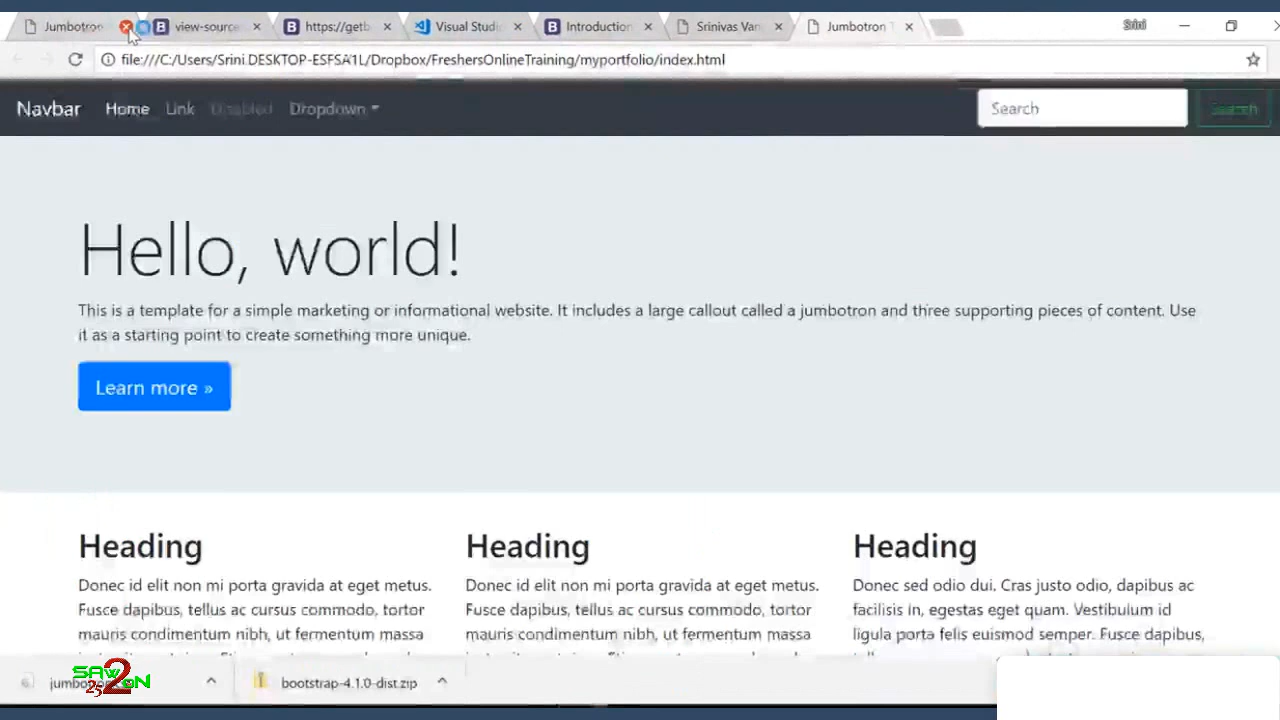 Jumbotron
view-source
https://getb
Visual Studi
Introduction
Srinivas Van
Jumbotron T
Srini
file:///C:/Users/Srini.DESKTOP-ESFSA1L/Dropbox/FreshersOnlineTraining/myportfolio/index.html
Navbar Home Link Disabled Dropdown
Search
Search
Hello, world!
This is a template for a simple marketing or informational website. It includes a large callout called a jumbotron and three supporting pieces of content. Use
it as a starting point to create something more unique.
Learn more »
Heading
Donec id elit non mi porta gravida at eget metus.
Fusce dapibus, tellus ac cursus commodo, tortor
mauris condimentum nibh, ut fermentum massa
Heading
Donec id elit non mi porta gravida at eget metus.
Fusce dapibus, tellus ac cursus commodo, tortor
mauris condimentum nibh, ut fermentum massa
Heading
Donec sed odio dui. Cras justo odio, dapibus ac
facilisis in, egestas eget quam. Vestibulum id
ligula porta felis euismod semper. Fusce dapibus,
bootstrap-4.1.0-dist.zip